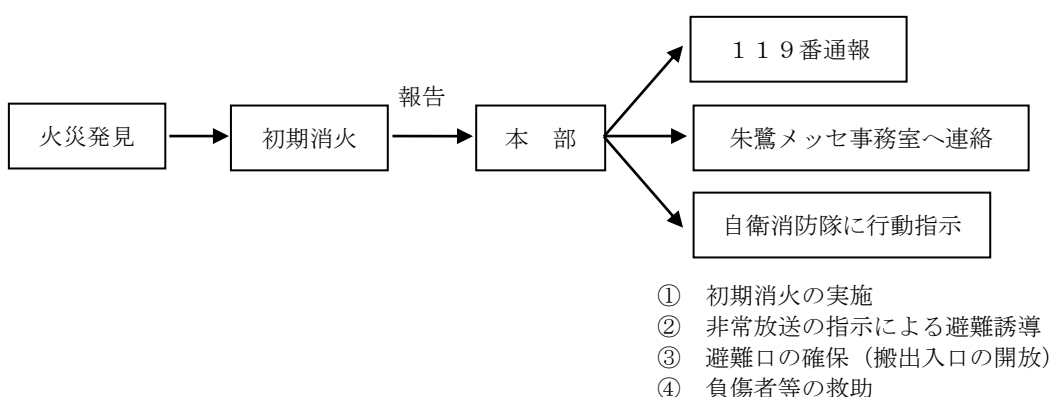 １１９番通報
報告
火災発見
初期消火
本　部
朱鷺メッセ事務室へ連絡
自衛消防隊に行動指示
①　初期消火の実施
②　非常放送の指示による避難誘導
③　避難口の確保（搬出入口の開放）
④　負傷者等の救助